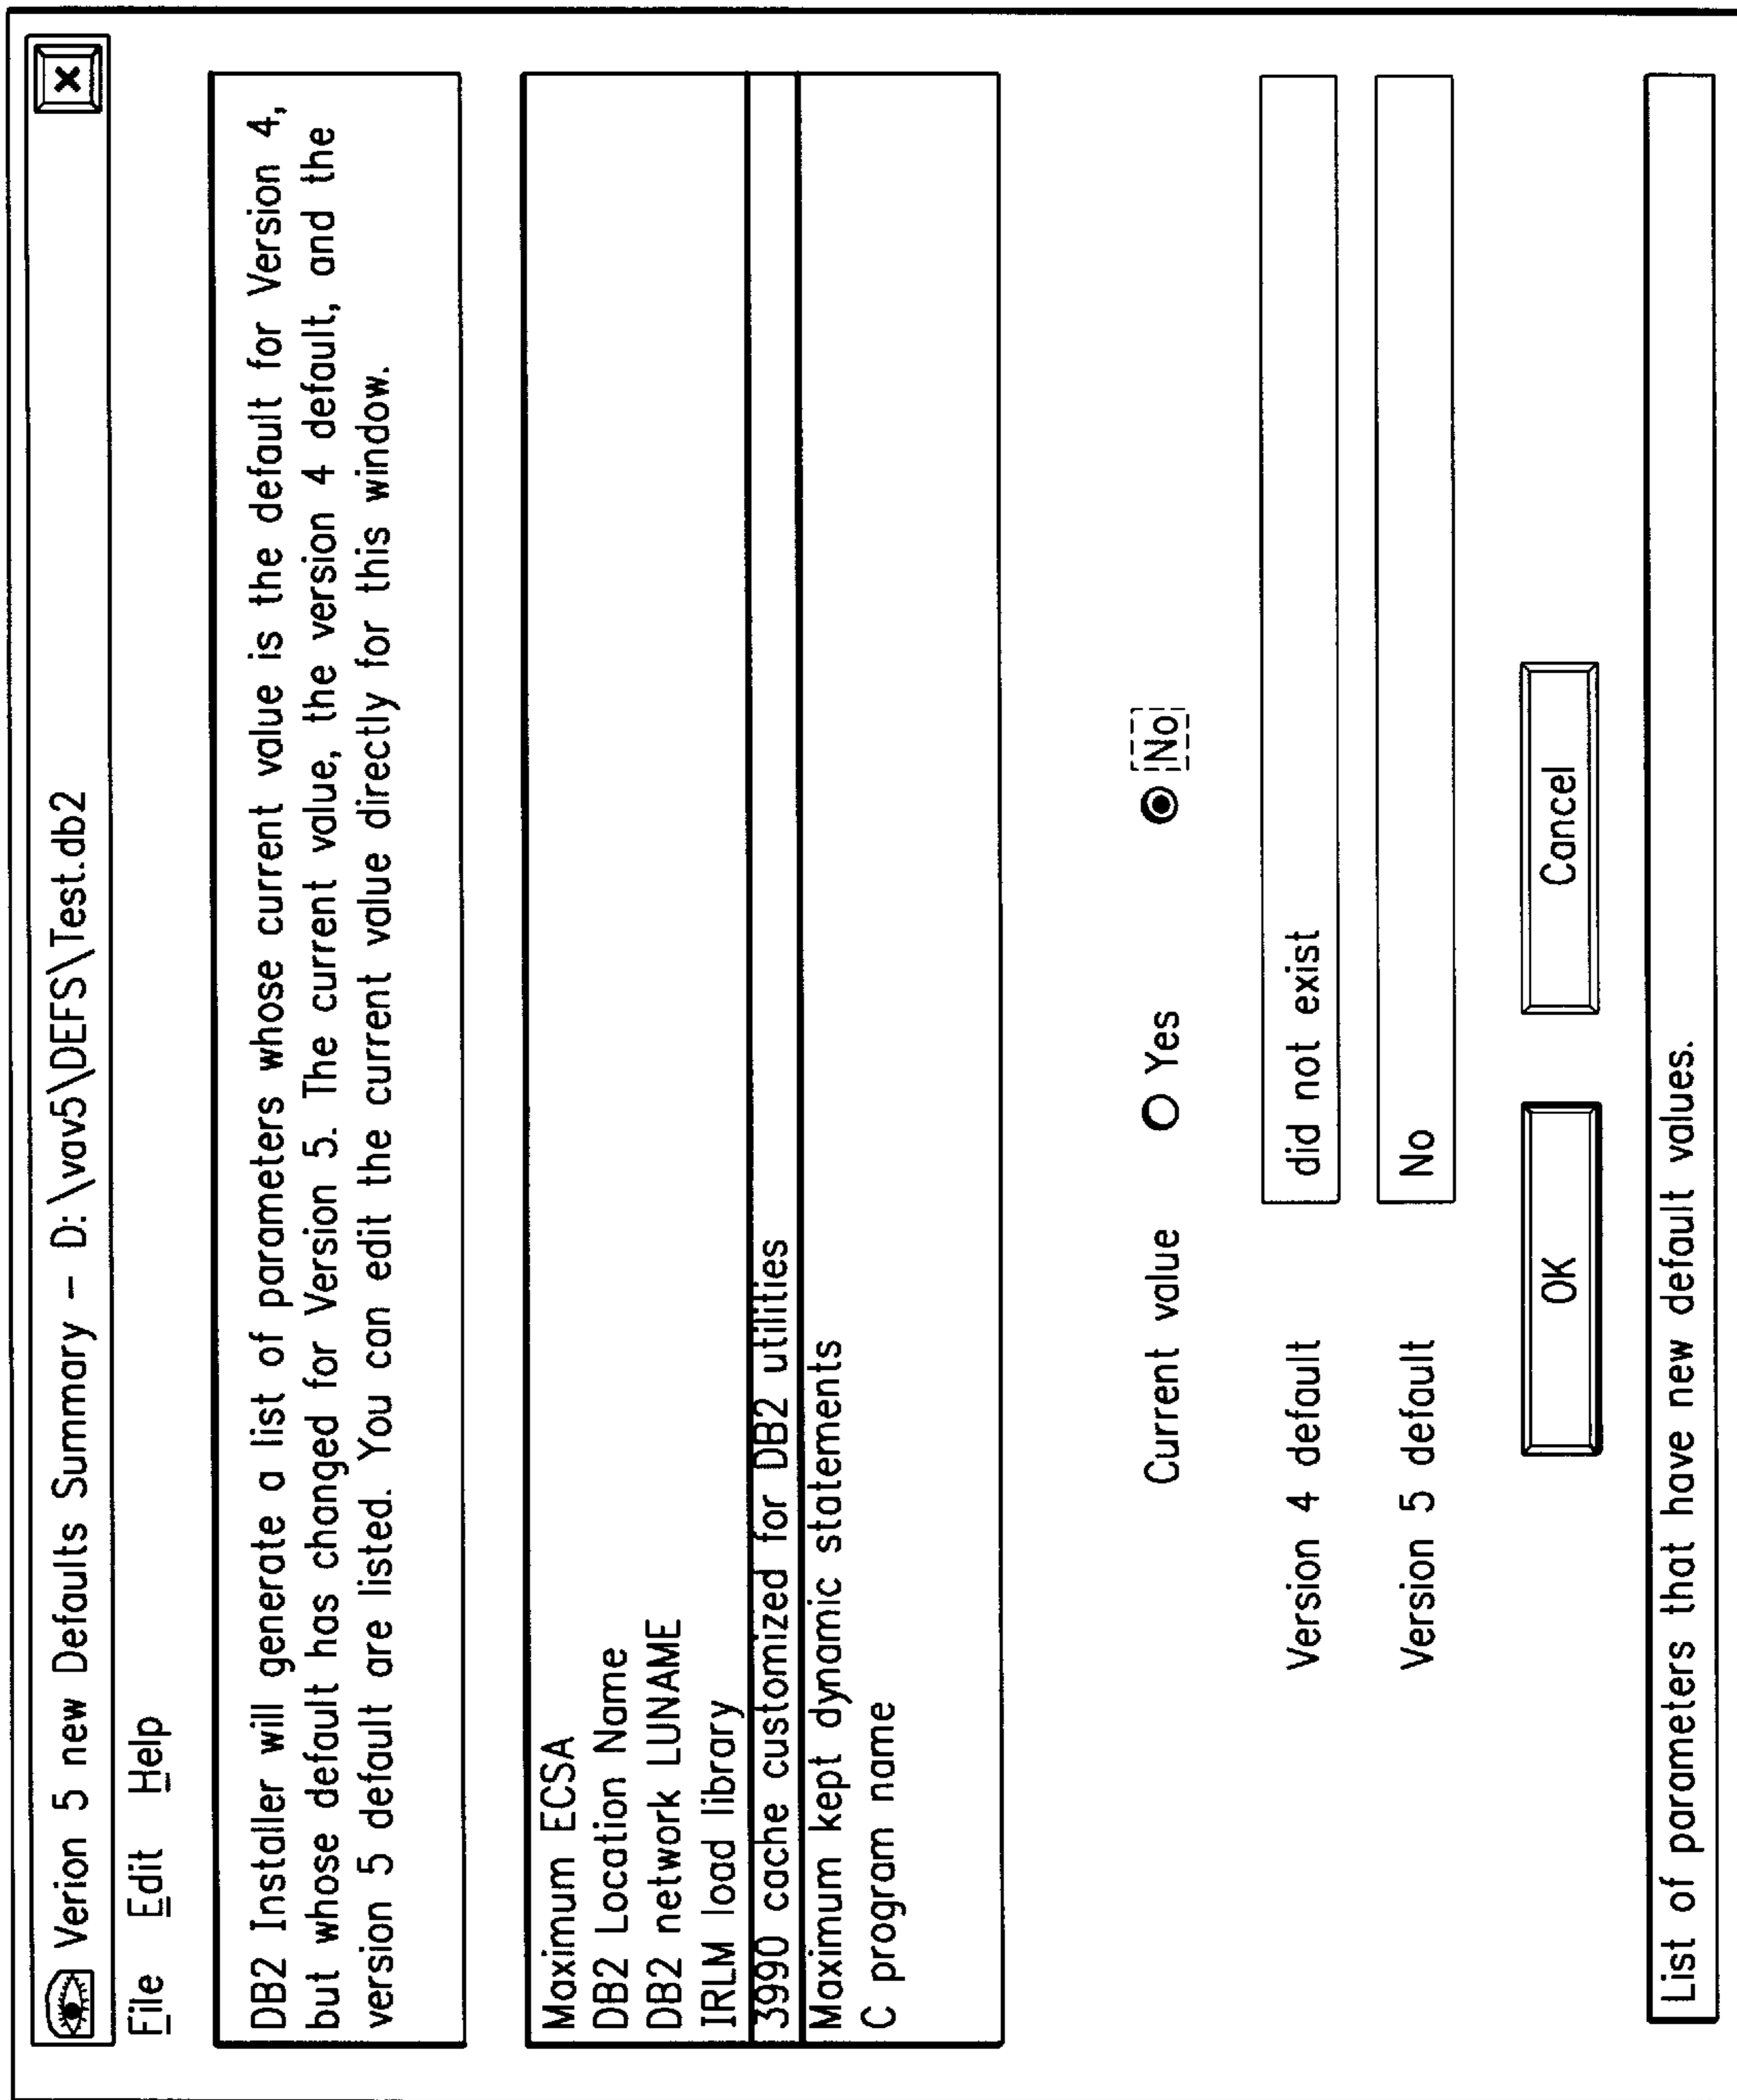 Verion 5 new Defaults Summary – D:\vav5\DEFS\Test.db2
File Edit Help
DB2 Installer will generate a list of parameters whose current value is the default for Version 4,
but whose default has changed for Version 5. The current value, the version 4 default, and the
version 5 default are listed. You can edit the current value directly for this window.
Maximum ECSA
DB2 Location Name
DB2 network LUNAME
IRLM load library
3990 cache customized for DB2 utilities
Maximum kept dynamic statements
C program name
Current value Yes No
Version 4 default did not exist
Version 5 default No
OK Cancel
List of parameters that have new default values.